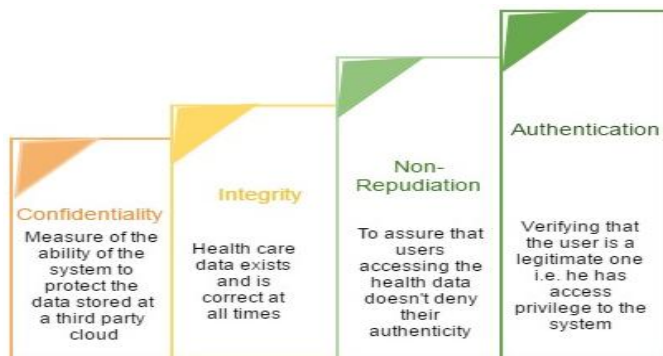 Confidentiality
Measure of the
ability of the
system to
protect the
data stored at
a third party
cloud
Integrity
Health care
data exists
and is
correct at
all times
Non-
Repudiation
To assure that
users
accessing the
health data
doesn't deny
their
authenticity
Authentication
Verifying that
the user is a
legitimate one
i.e. he has
access
privilege to the
system